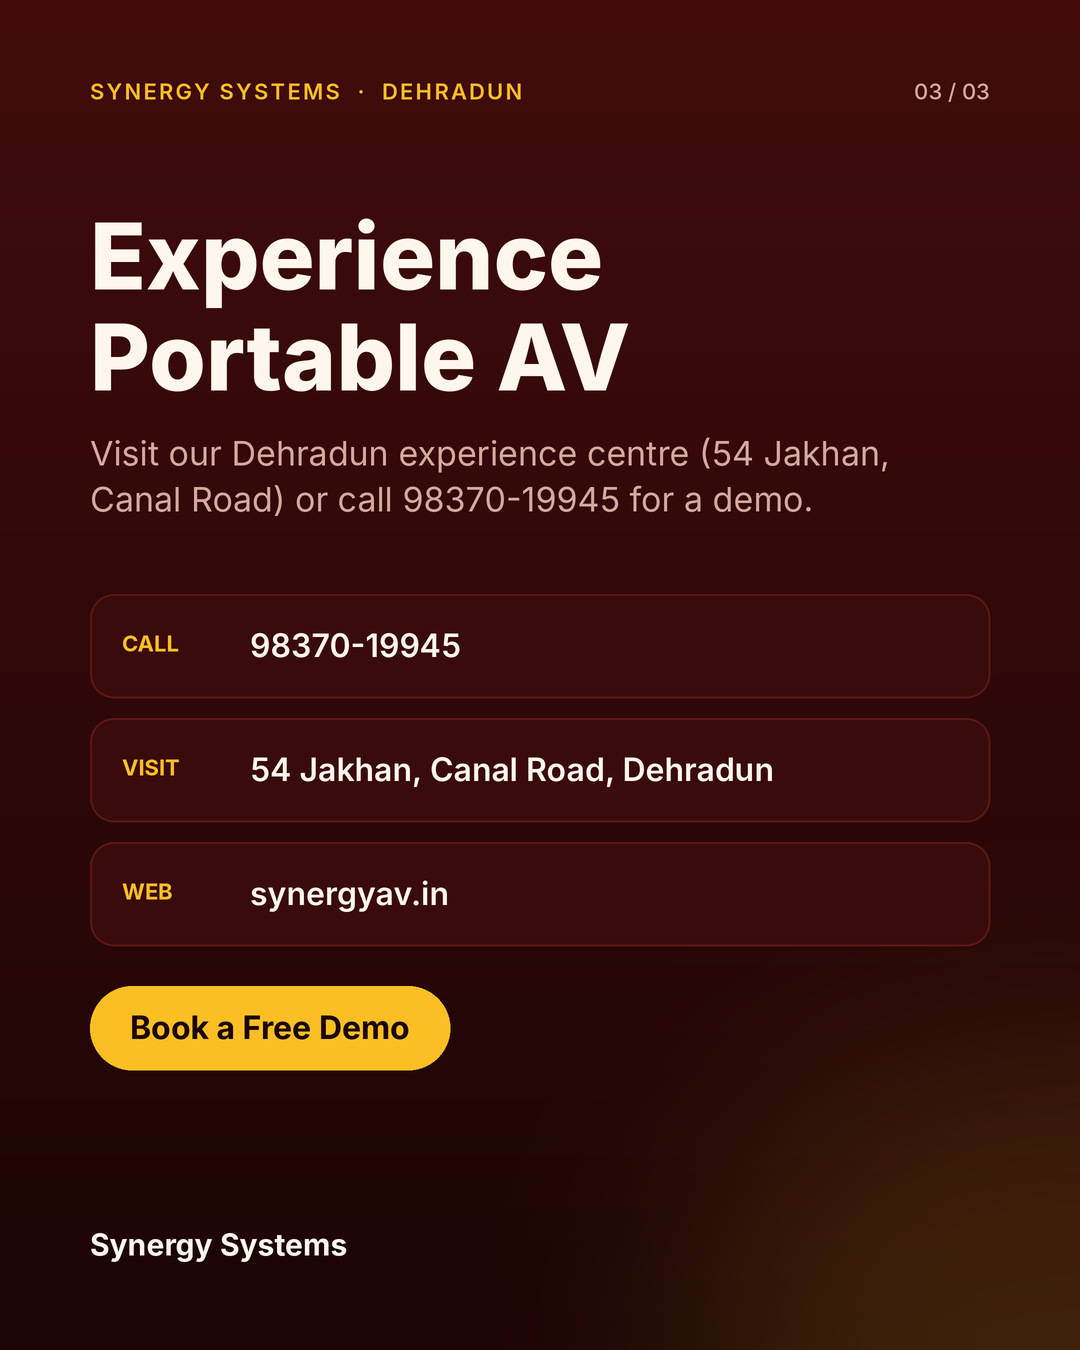 SYNERGY SYSTEMS · DEHRADUN
03 / 03
Experience
Portable AV
Visit our Dehradun experience centre (54 Jakhan,
Canal Road) or call 98370-19945 for a demo.
CALL 98370-19945
VISIT 54 Jakhan, Canal Road, Dehradun
WEB synergyav.in
Book a Free Demo
Synergy Systems